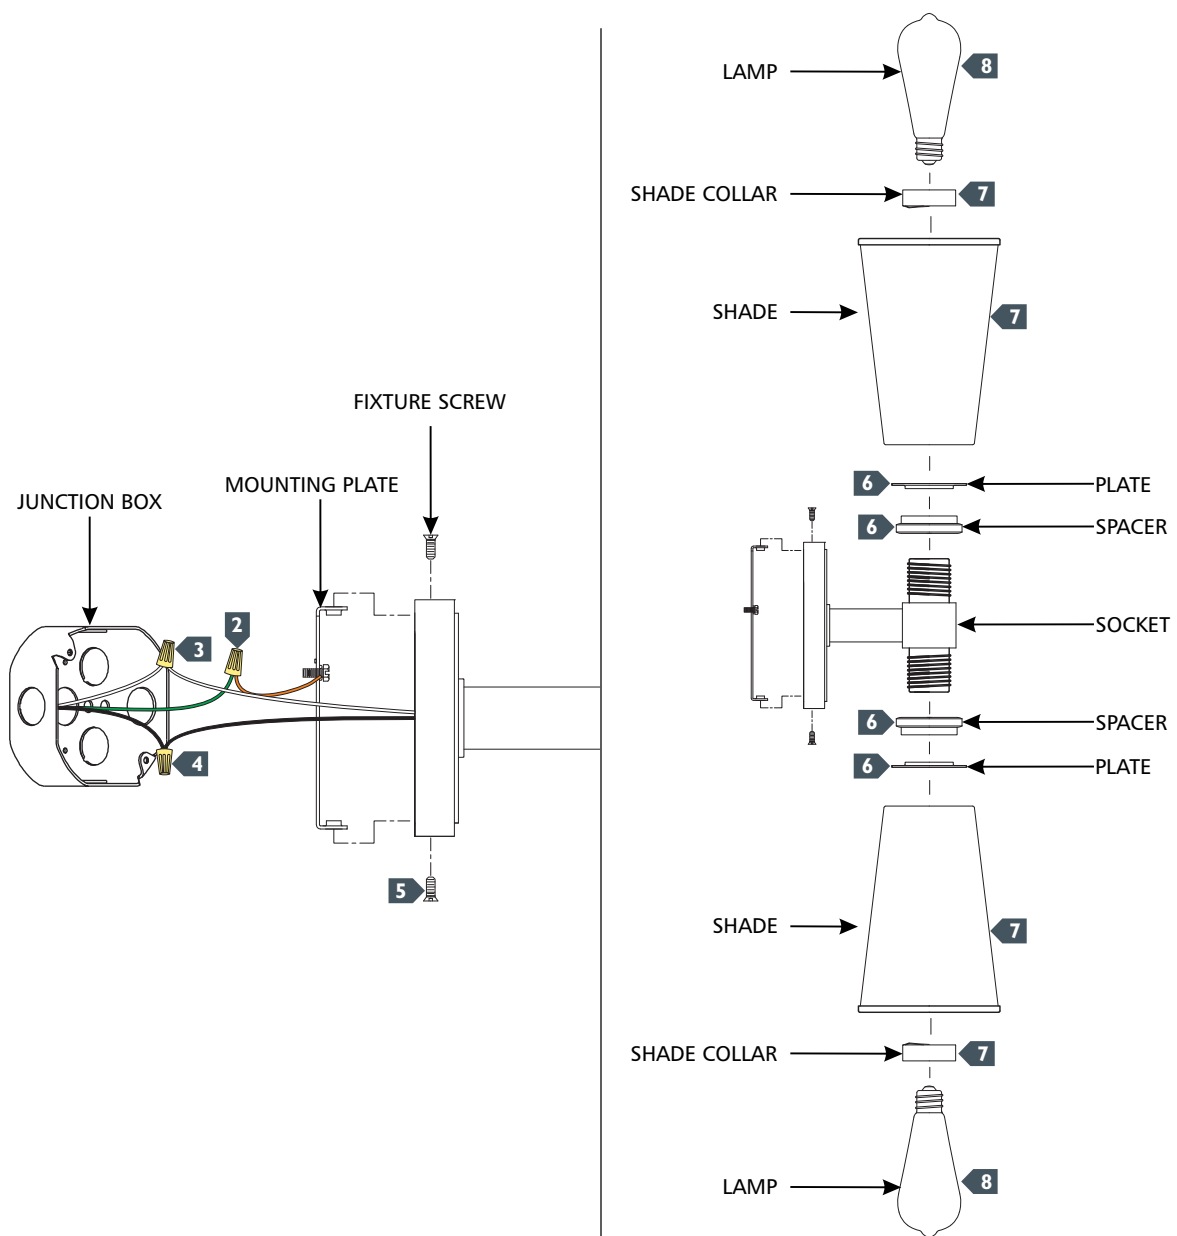 FIXTURE SCREW
MOUNTING PLATE
JUNCTION BOX
2
3
4
5
LAMP
8
SHADE COLLAR
7
SHADE
7
6
PLATE
6
SPACER
SOCKET
6
SPACER
6
PLATE
SHADE
7
SHADE COLLAR
7
LAMP
8